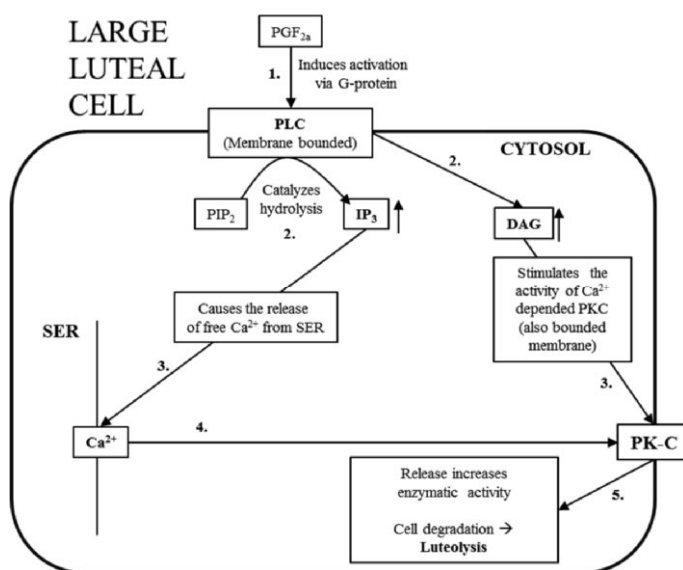 LARGE
LUTEAL
CELL
PGF2a
1.
Induces activation
via G-protein
PLC
(Membrane bounded)
CYTOSOL
2.
PIP2
Catalyzes
hydrolysis
2.
IP3
DAG
Causes the release
of free Ca2+ from SER
Stimulates the
activity of Ca2+
depended PKC
(also bounded
membrane)
SER
3.
3.
Ca2+
4.
PK-C
Release increases
enzymatic activity
Cell degradation →
Luteolysis
5.